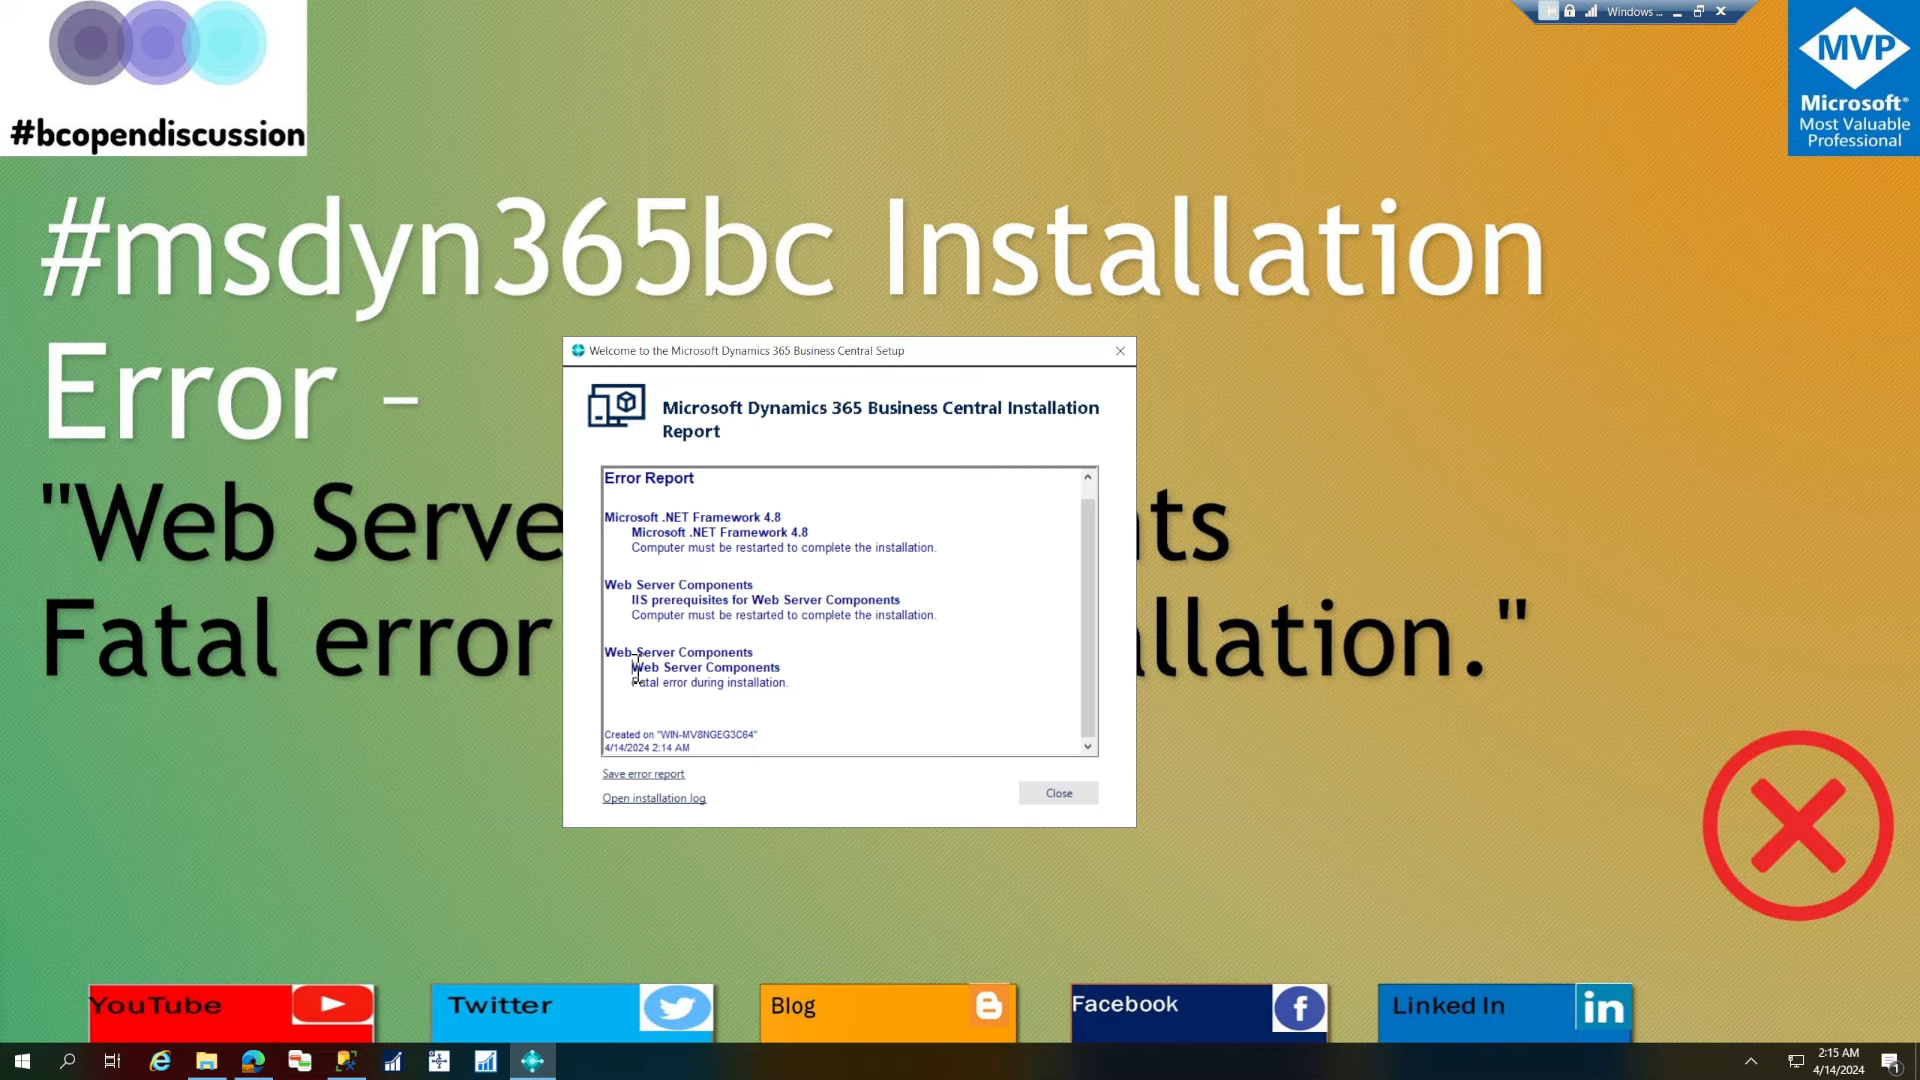 Windows ...
#bcopendiscussion
MVP
Microsoft®
Most Valuable
Professional
#msdyn365bc Installation
Error -
"Web Serve
ts
Fatal error
allation."
Welcome to the Microsoft Dynamics 365 Business Central Setup
Microsoft Dynamics 365 Business Central Installation
Report
Error Report
Microsoft .NET Framework 4.8
Microsoft .NET Framework 4.8
Computer must be restarted to complete the installation.
Web Server Components
IIS prerequisites for Web Server Components
Computer must be restarted to complete the installation.
Web Server Components
Web Server Components
Fatal error during installation.
Created on "WIN-MV8NGEG3C64"
4/14/2024 2:14 AM
Save error report
Open installation log
Close
YouTube
Twitter
Blog
Facebook
Linked In
in
2:15 AM
4/14/2024
1